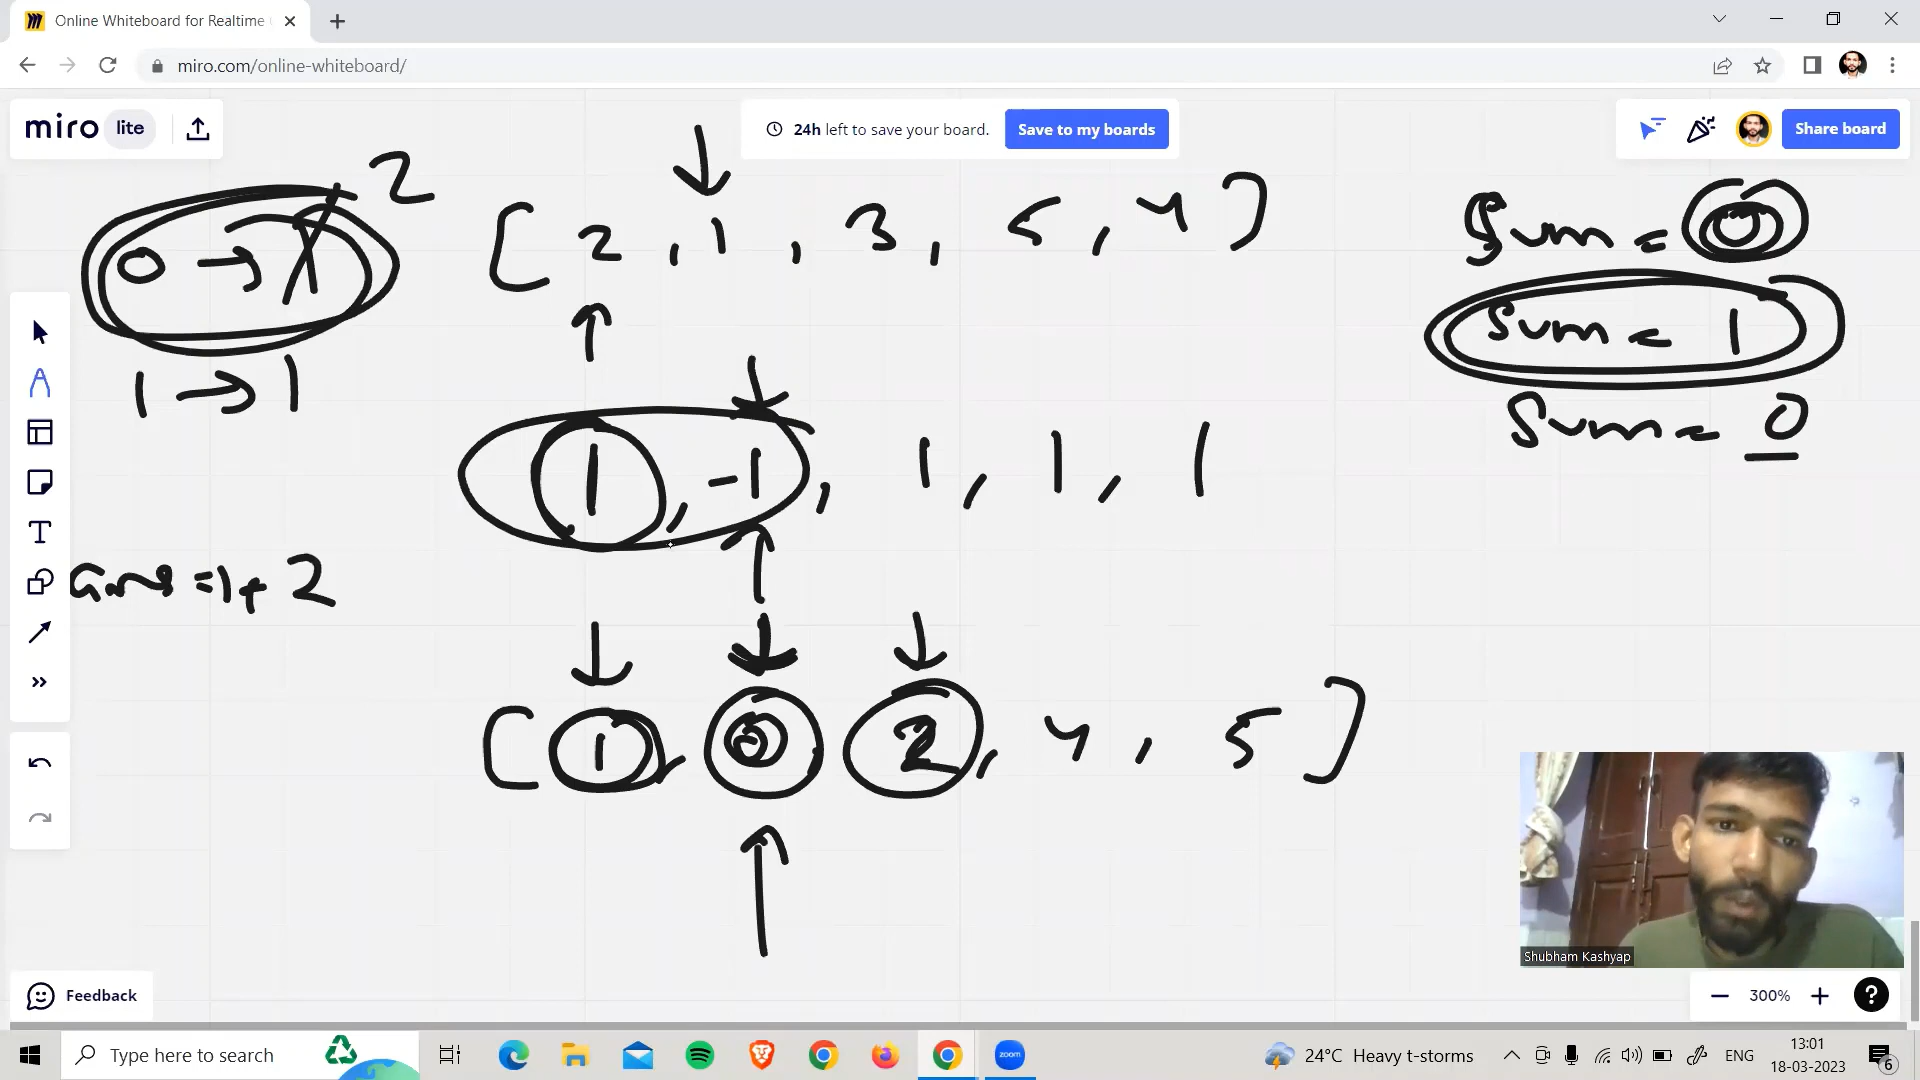 Online Whiteboard for Realtime
miro.com/online-whiteboard/
miro lite
24h left to save your board.
Save to my boards
Share board
0 → 1 2
[2, 1, 3, 5, 4]
Sum = 0
Sum = 1
1 → 1
Sum = 0
1, -1, 1, 1, 1
ans = 1 + 2
[1, 0 2, 4, 5]
Shubham Kashyap
Feedback
300%
Type here to search
zoom
24°C Heavy t-storms
ENG
13:01
18-03-2023
6